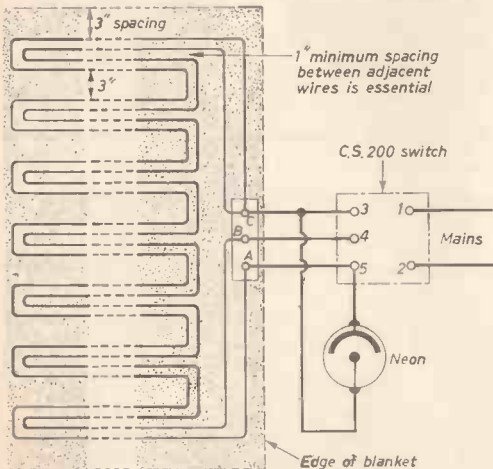 3" spacing
1" minimum spacing
between adjacent
wires is essential
3"
C.S. 200 switch
C
3
1
B
4
Mains
A
5
2
Neon
Edge of blanket